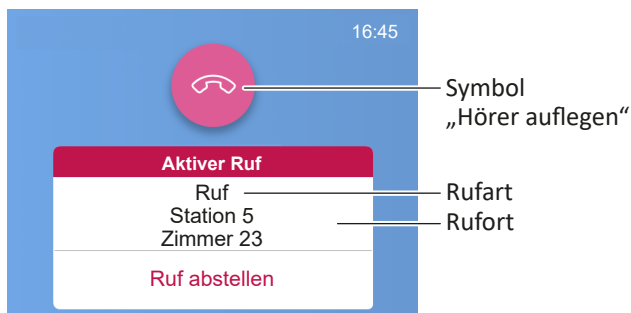 16:45
Symbol
„Hörer auflegen“
Aktiver Ruf
Ruf
Rufart
Station 5
Rufort
Zimmer 23
Ruf abstellen